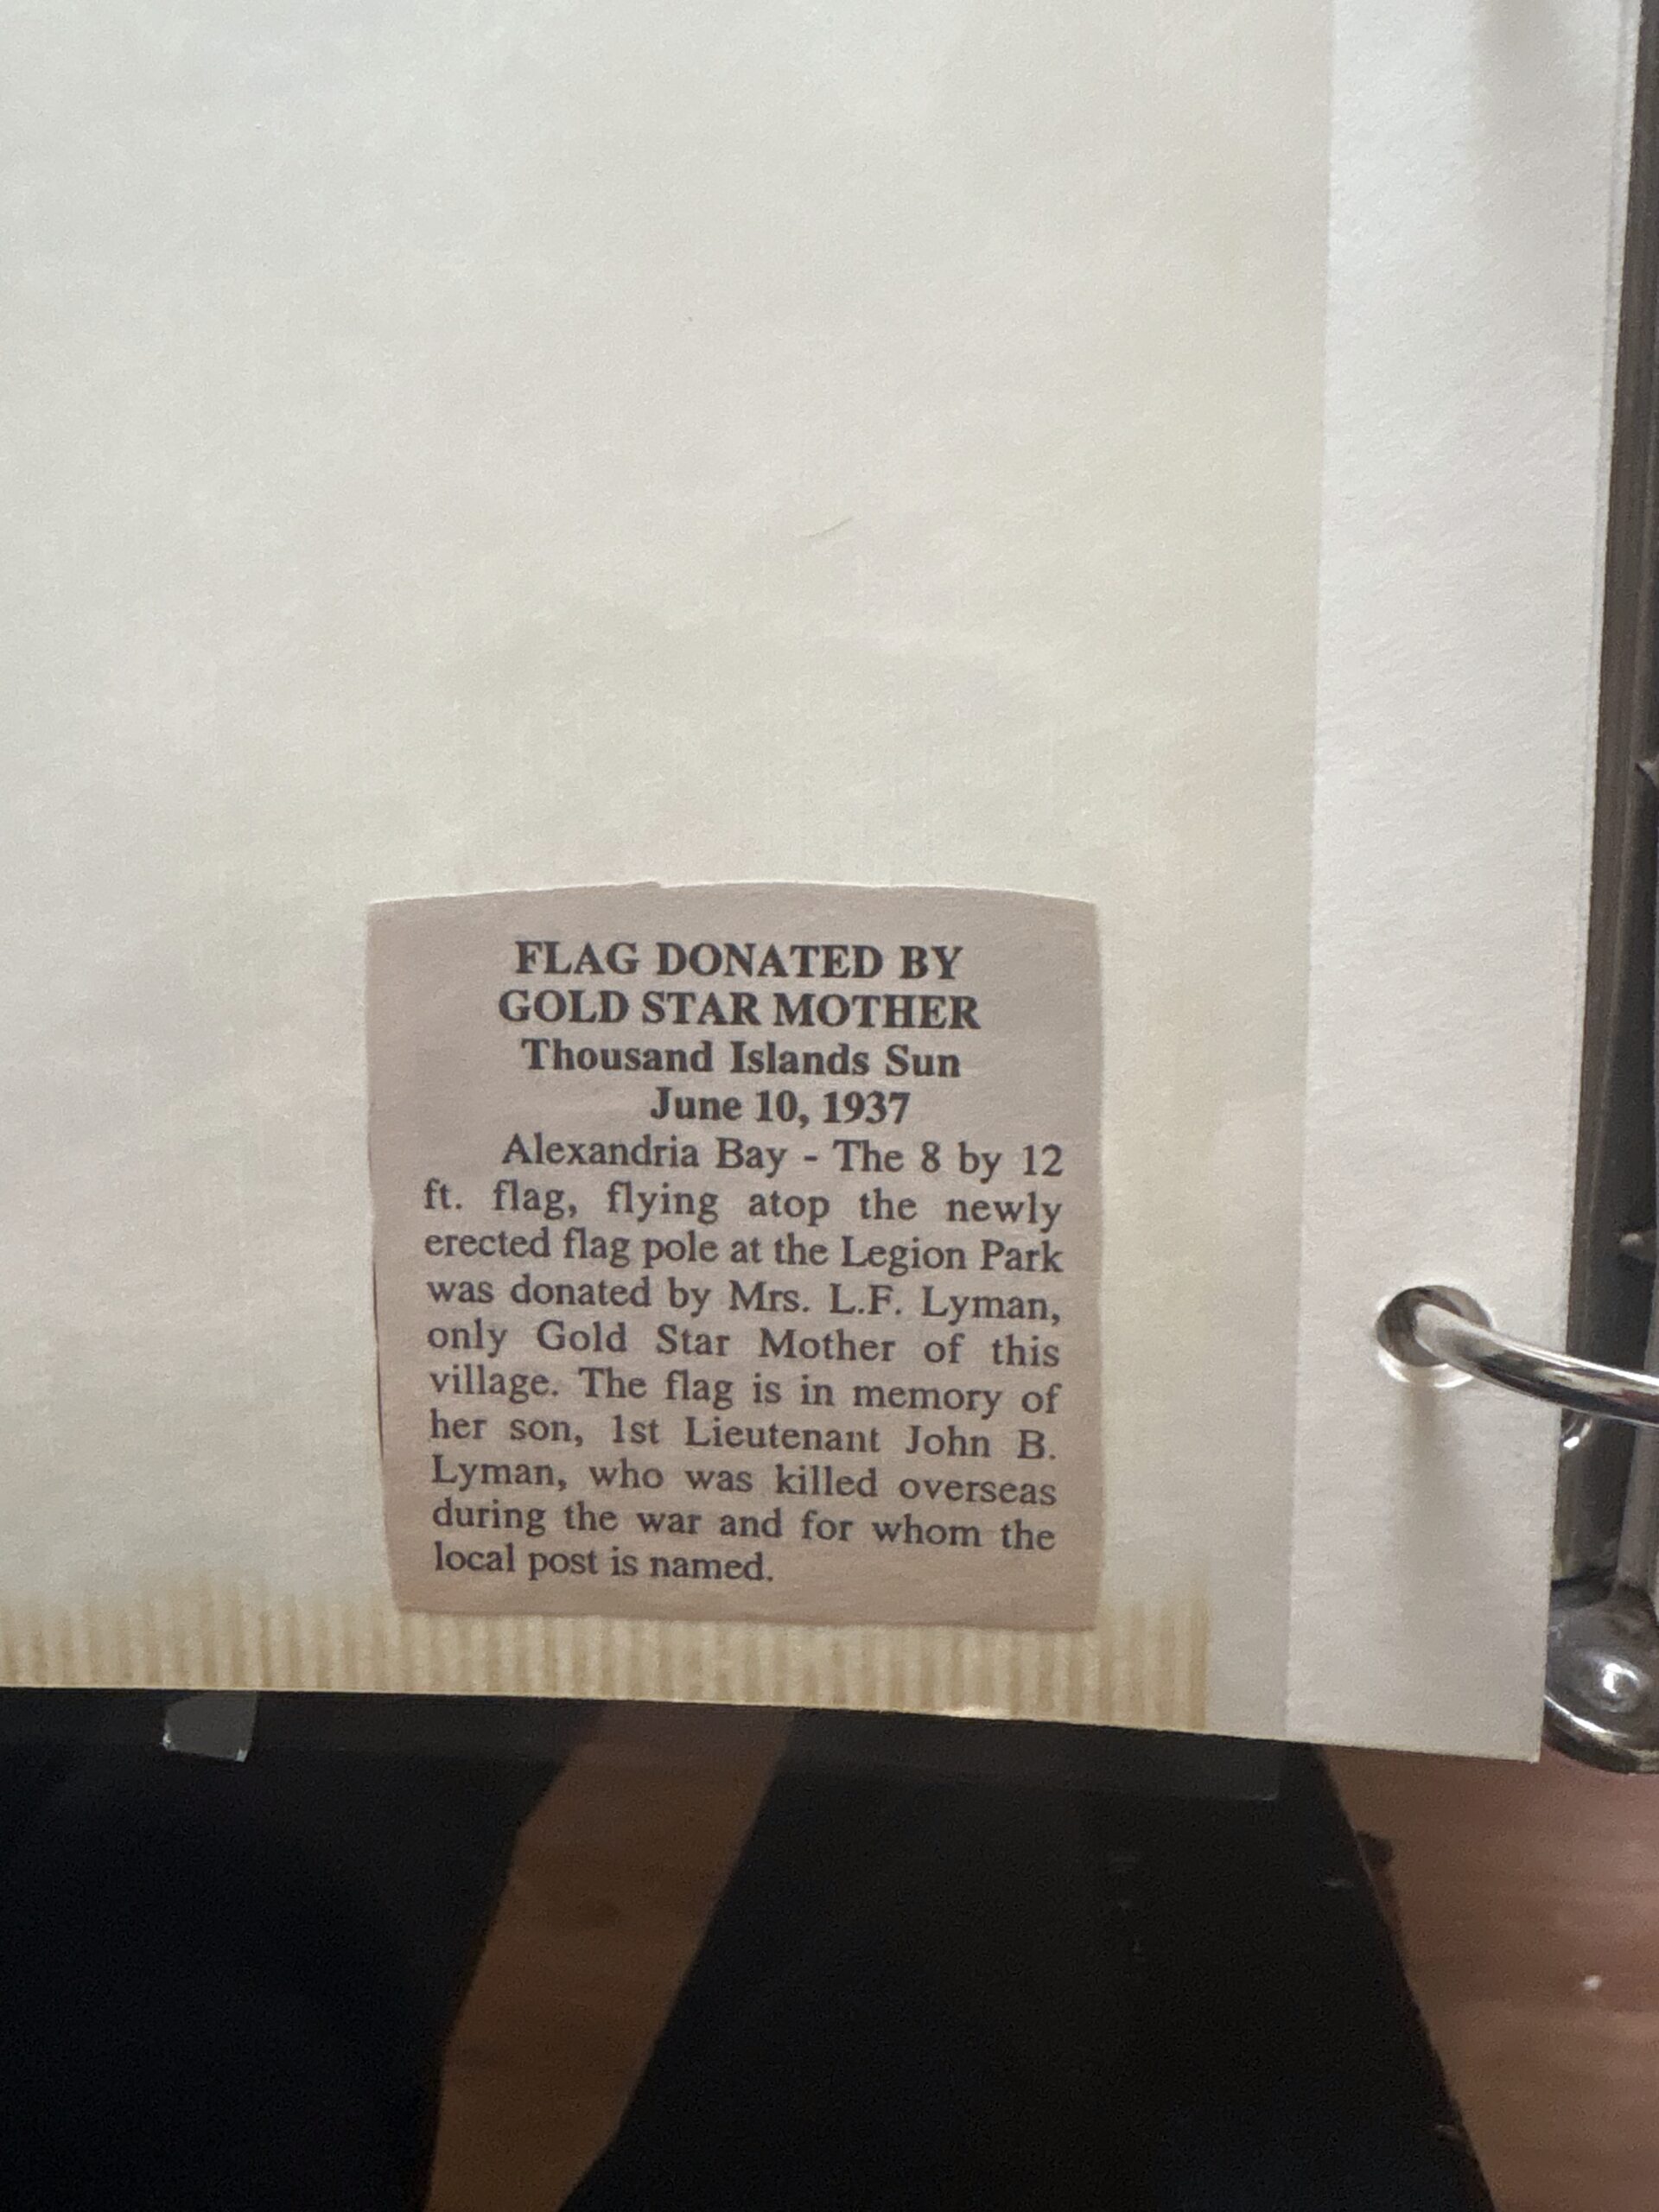 FLAG DONATED BY
GOLD STAR MOTHER
Thousand Islands Sun
June 10, 1937
Alexandria Bay - The 8 by 12
ft. flag, flying atop the newly
erected flag pole at the Legion Park
was donated by Mrs. L.F. Lyman,
only Gold Star Mother of this
village. The flag is in memory of
her son, 1st Lieutenant John B.
Lyman, who was killed overseas
during the war and for whom the
local post is named.